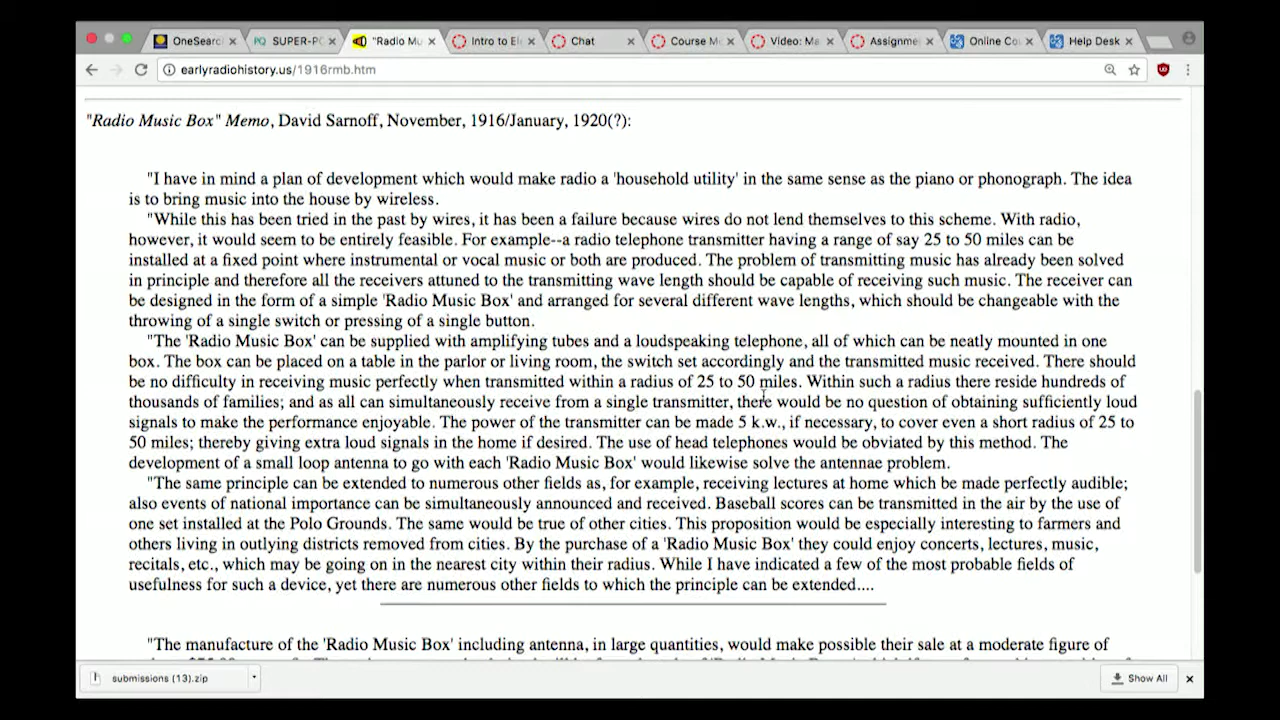 OneSearc
SUPER-PO
"Radio Mu
Intro to Ele
Chat
Course Mo
Video: Ma
Assignme
Online Co
Help Desk
earlyradiohistory.us/1916rmb.htm
"Radio Music Box" Memo, David Sarnoff, November, 1916/January, 1920(?):
"I have in mind a plan of development which would make radio a 'household utility' in the same sense as the piano or phonograph. The idea
is to bring music into the house by wireless.
"While this has been tried in the past by wires, it has been a failure because wires do not lend themselves to this scheme. With radio,
however, it would seem to be entirely feasible. For example--a radio telephone transmitter having a range of say 25 to 50 miles can be
installed at a fixed point where instrumental or vocal music or both are produced. The problem of transmitting music has already been solved
in principle and therefore all the receivers attuned to the transmitting wave length should be capable of receiving such music. The receiver can
be designed in the form of a simple 'Radio Music Box' and arranged for several different wave lengths, which should be changeable with the
throwing of a single switch or pressing of a single button.
"The 'Radio Music Box' can be supplied with amplifying tubes and a loudspeaking telephone, all of which can be neatly mounted in one
box. The box can be placed on a table in the parlor or living room, the switch set accordingly and the transmitted music received. There should
be no difficulty in receiving music perfectly when transmitted within a radius of 25 to 50 miles. Within such a radius there reside hundreds of
thousands of families; and as all can simultaneously receive from a single transmitter, there would be no question of obtaining sufficiently loud
signals to make the performance enjoyable. The power of the transmitter can be made 5 k.w., if necessary, to cover even a short radius of 25 to
50 miles; thereby giving extra loud signals in the home if desired. The use of head telephones would be obviated by this method. The
development of a small loop antenna to go with each 'Radio Music Box' would likewise solve the antennae problem.
"The same principle can be extended to numerous other fields as, for example, receiving lectures at home which be made perfectly audible;
also events of national importance can be simultaneously announced and received. Baseball scores can be transmitted in the air by the use of
one set installed at the Polo Grounds. The same would be true of other cities. This proposition would be especially interesting to farmers and
others living in outlying districts removed from cities. By the purchase of a 'Radio Music Box' they could enjoy concerts, lectures, music,
recitals, etc., which may be going on in the nearest city within their radius. While I have indicated a few of the most probable fields of
usefulness for such a device, yet there are numerous other fields to which the principle can be extended....
"The manufacture of the 'Radio Music Box' including antenna, in large quantities, would make possible their sale at a moderate figure of
submissions (13).zip
Show All